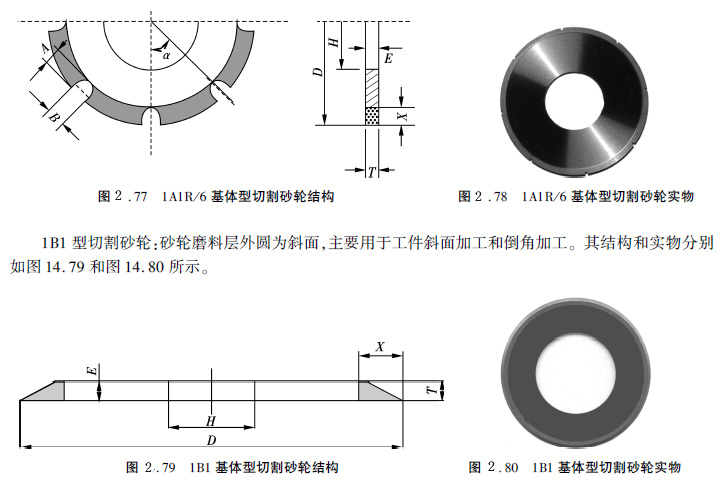 A
α
B
D
H
E
X
T
图 2 .77 1A1R/6 基体型切割砂轮结构
图 2 .78 1A1R/6 基体型切割砂轮实物
1B1 型切割砂轮:砂轮磨料层外圆为斜面,主要用于工件斜面加工和倒角加工。其结构和实物分别
如图 14.79 和图 14.80 所示。
E
X
T
H
D
图 2..79 1B1 基体型切割砂轮结构
图 2 .80 1B1 基体型切割砂轮实物